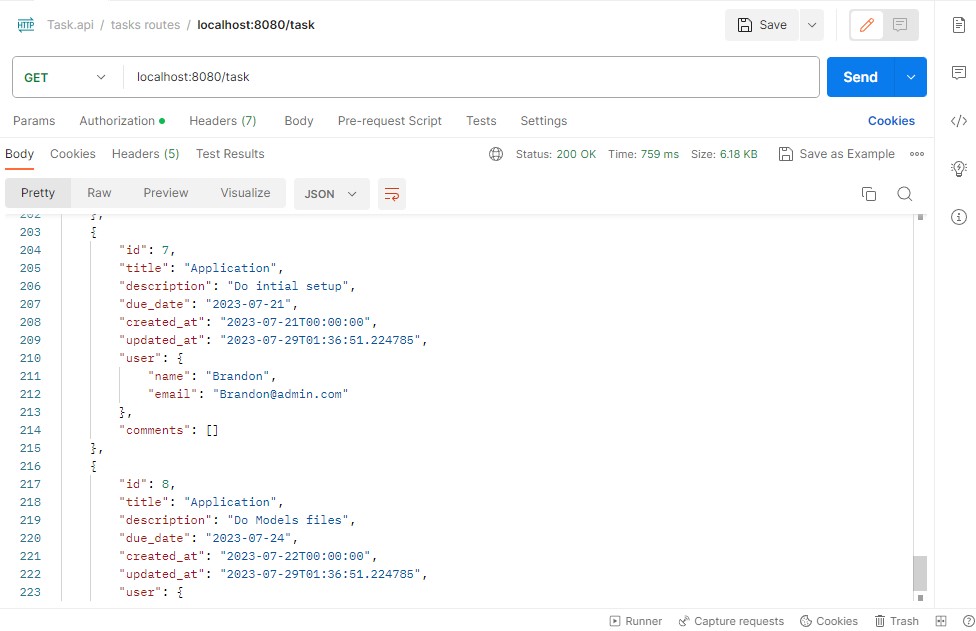 HTTP Task.api / tasks routes / localhost:8080/task Save
GET localhost:8080/task Send
Params Authorization Headers (7) Body Pre-request Script Tests Settings Cookies
Body Cookies Headers (5) Test Results Status: 200 OK Time: 759 ms Size: 6.18 KB Save as Example
Pretty Raw Preview Visualize JSON
202 },
203 {
204 "id": 7,
205 "title": "Application",
206 "description": "Do intial setup",
207 "due_date": "2023-07-21",
208 "created_at": "2023-07-21T00:00:00",
209 "updated_at": "2023-07-29T01:36:51.224785",
210 "user": {
211 "name": "Brandon",
212 "email": "Brandon@admin.com"
213 },
214 "comments": []
215 },
216 {
217 "id": 8,
218 "title": "Application",
219 "description": "Do Models files",
220 "due_date": "2023-07-24",
221 "created_at": "2023-07-22T00:00:00",
222 "updated_at": "2023-07-29T01:36:51.224785",
223 "user": {
Runner Capture requests Cookies Trash